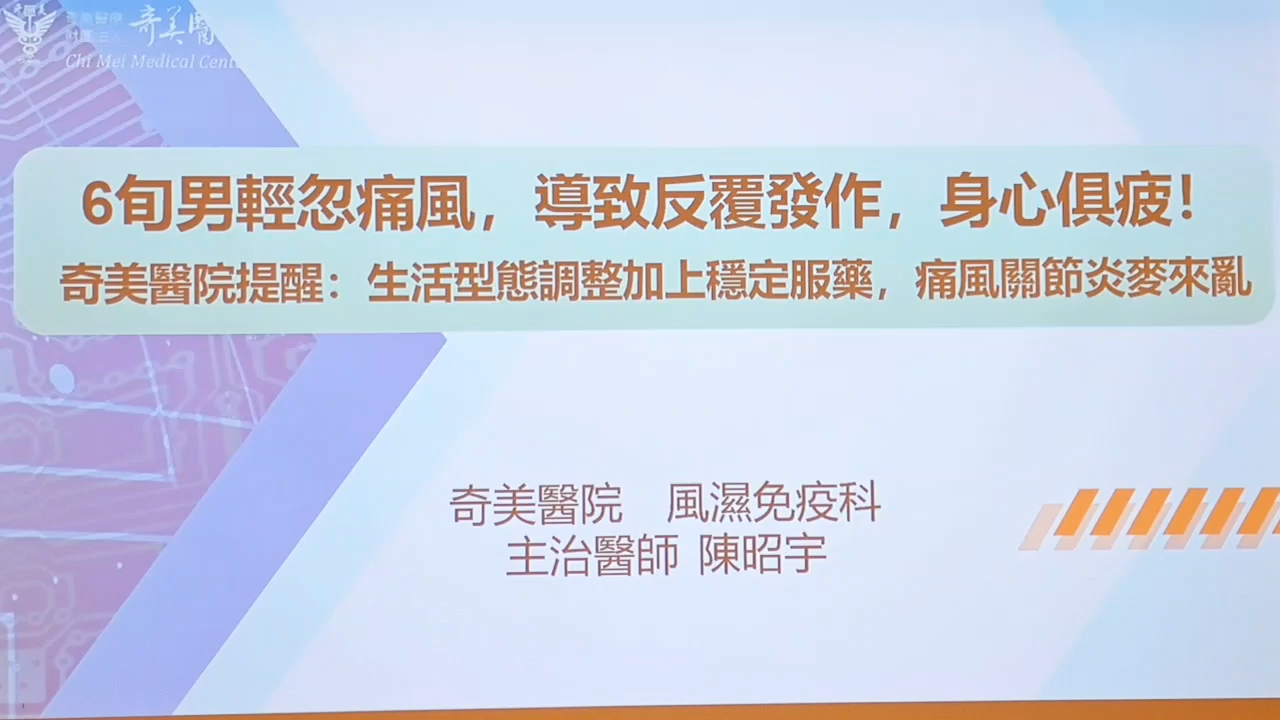 奇美醫
Chi Mei Medical Cent
6旬男輕忽痛風，導致反覆發作，身心俱疲！
奇美醫院提醒：生活型態調整加上穩定服藥，痛風關節炎麥來亂
奇美醫院 風濕免疫科
主治醫師 陳昭宇